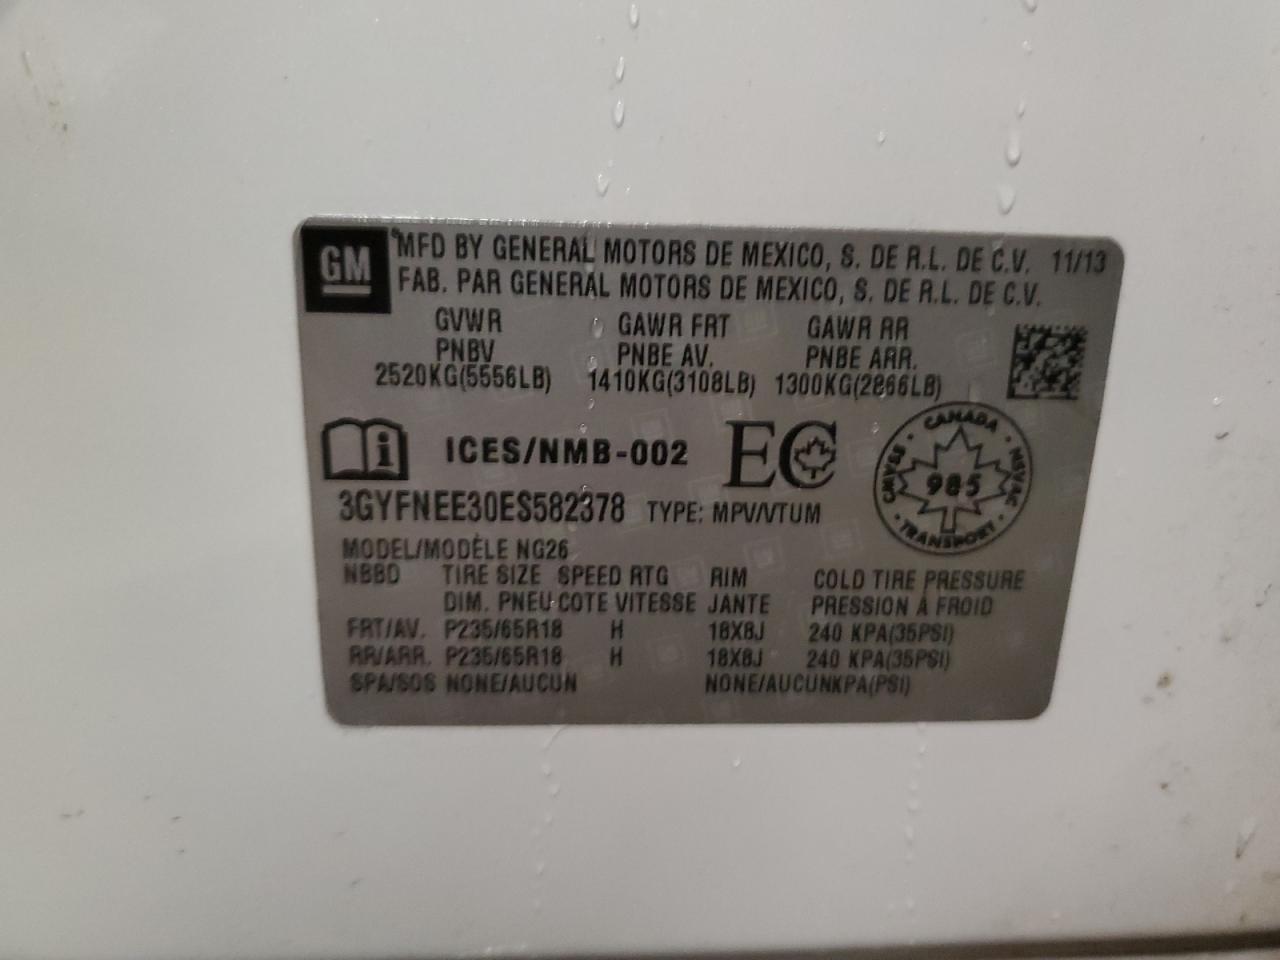 GM
MFD BY GENERAL MOTORS DE MEXICO, S. DE R.L. DE C.V. 11/13
FAB. PAR GENERAL MOTORS DE MEXICO, S. DE R.L. DE C.V.
GVWR GAWR FRT GAWR RR
PNBV PNBE AV. PNBE ARR.
2520KG(5556LB) 1410KG(3108LB) 1300KG(2866LB)
i ICES/NMB-002 EC
CANADA
CMVSS 985 NSVAC
TRANSPORT
3GYFNEE30ES582378 TYPE: MPV/VTUM
MODEL/MODÈLE NG26
NBBD TIRE SIZE SPEED RTG RIM COLD TIRE PRESSURE
DIM. PNEU COTE VITESSE JANTE PRESSION À FROID
FRT/AV. P235/65R18 H 18X8J 240 KPA(35PSI)
RR/ARR. P235/65R18 H 18X8J 240 KPA(35PSI)
SPA/SOS NONE/AUCUN NONE/AUCUNKPA(PSI)